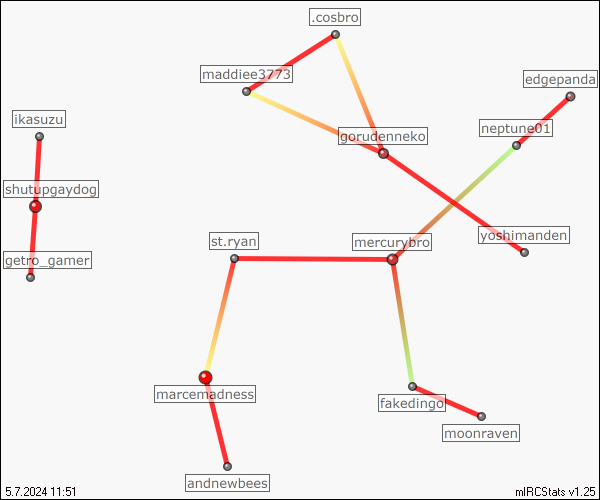 .cosbro
maddiee3773
edgepanda
ikasuzu
neptune01
gorudenneko
shutupgaydog
st.ryan
mercurybro
yoshimanden
getro_gamer
marcemadness
fakedingo
moonraven
andnewbees
5.7.2024 11:51
mIRCStats v1.25